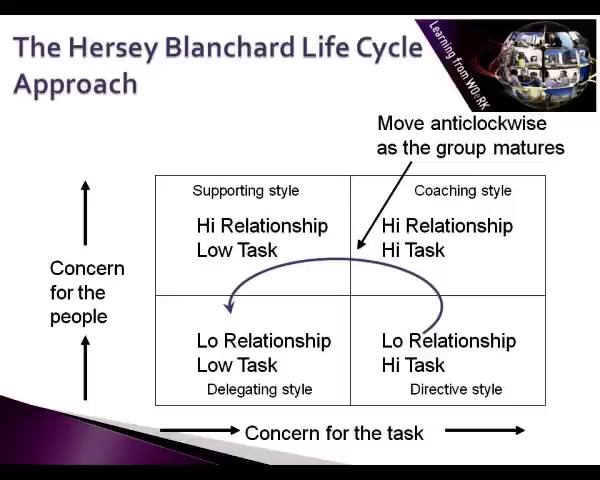 The Hersey Blanchard Life Cycle
Approach
Learning from WOeRK
Move anticlockwise
as the group matures
Supporting style
Coaching style
Hi Relationship
Low Task
Hi Relationship
Hi Task
Concern
for the
people
Lo Relationship
Low Task
Lo Relationship
Hi Task
Delegating style
Directive style
Concern for the task